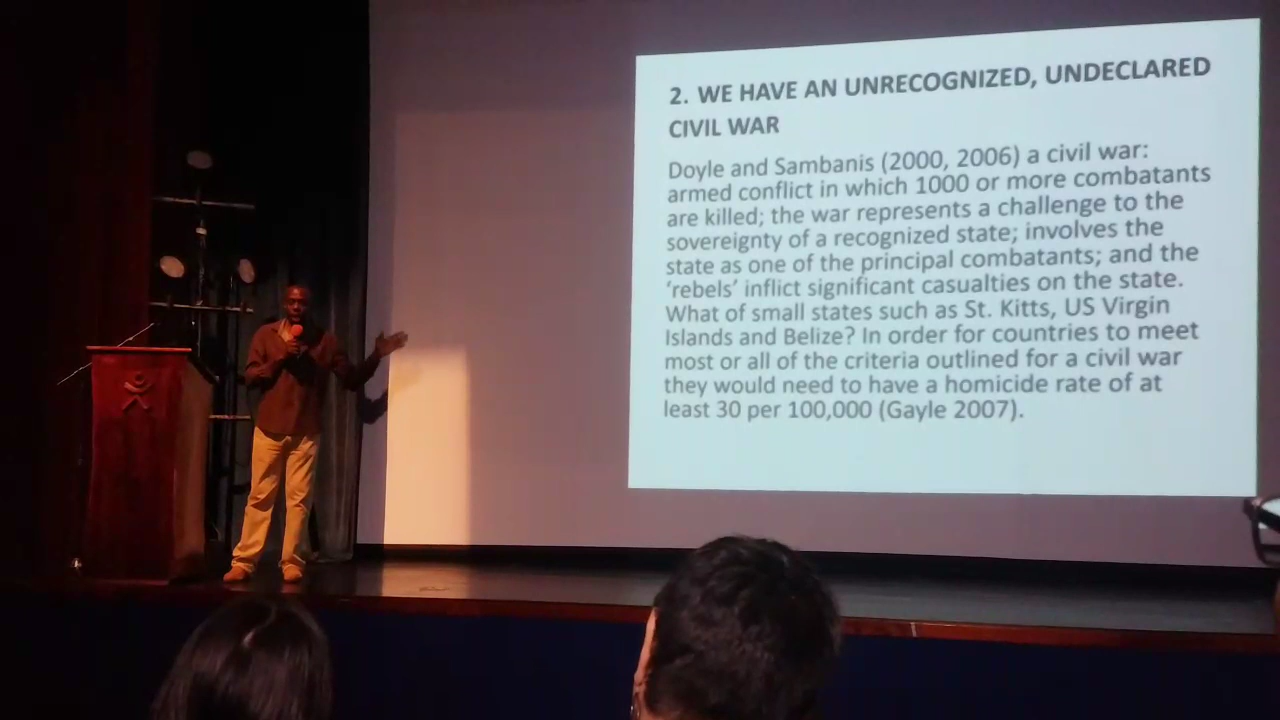 2. WE HAVE AN UNRECOGNIZED, UNDECLARED
CIVIL WAR
Doyle and Sambanis (2000, 2006) a civil war:
armed conflict in which 1000 or more combatants
are killed; the war represents a challenge to the
sovereignty of a recognized state; involves the
state as one of the principal combatants; and the
‘rebels’ inflict significant casualties on the state.
What of small states such as St. Kitts, US Virgin
Islands and Belize? In order for countries to meet
most or all of the criteria outlined for a civil war
they would need to have a homicide rate of at
least 30 per 100,000 (Gayle 2007).